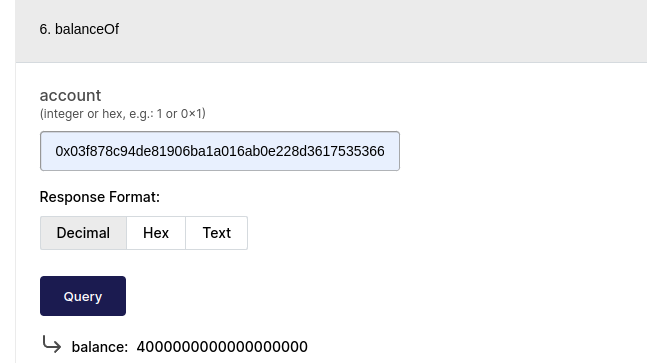 6. balanceOf
account
(integer or hex, e.g.: 1 or 0×1)
0x03f878c94de81906ba1a016ab0e228d3617535366
Response Format:
Decimal Hex Text
Query
balance: 4000000000000000000